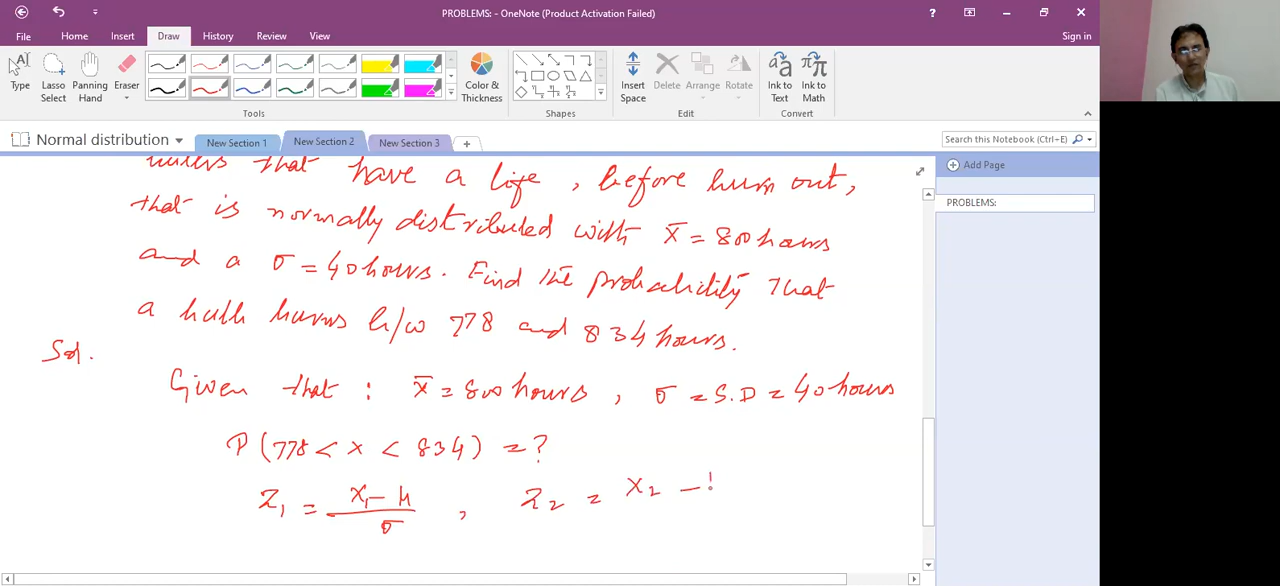 PROBLEMS: - OneNote (Product Activation Failed)
?
Sign in
File Home Insert Draw History Review View
Type Lasso Select Panning Hand Eraser Color & Thickness Insert Space Delete Arrange Rotate Ink to Text Ink to Math
Tools Shapes Edit Convert
Normal distribution New Section 1 New Section 2 New Section 3 +
Search this Notebook (Ctrl+E)
Add Page
PROBLEMS:
that have a life, before burn out,
that is normally distributed with x̄ = 800 hours
and a σ = 40 hours. Find the probability that
a bulb burns b/w 778 and 834 hours.
Sol.
Given that : x̄ = 800 hours, σ = S.D = 40 hours
P(778 < x < 834) = ?
Z₁ = (x₁ - μ)/σ , Z₂ = x₂ -